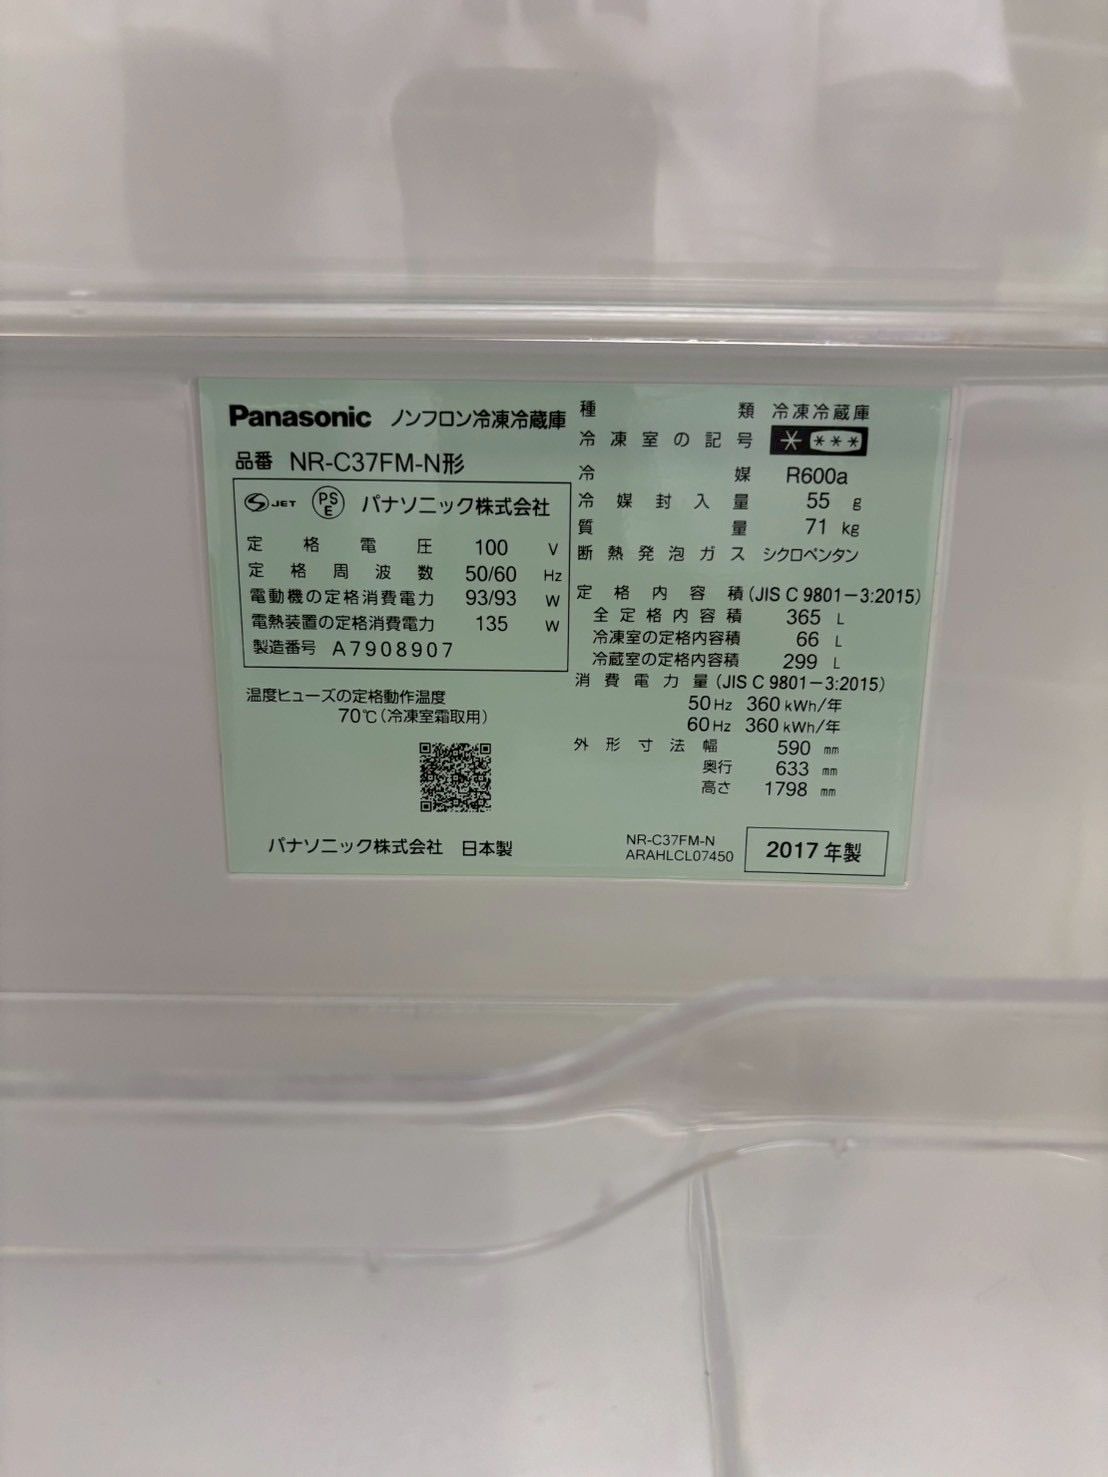 Panasonic ノンフロン冷凍冷蔵庫
品番 NR-C37FM-N形
JET PSE パナソニック株式会社
定格電圧 100 V
定格周波数 50/60 Hz
電動機の定格消費電力 93/93 W
電熱装置の定格消費電力 135 W
製造番号 A7908907
温度ヒューズの定格動作温度
70℃(冷凍室霜取用)
パナソニック株式会社 日本製
種類 冷凍冷蔵庫
冷凍室の記号 * ***
冷媒 R600a
冷媒封入量 55 g
質量 71 kg
断熱発泡ガス シクロペンタン
定格内容積(JIS C 9801-3:2015)
全定格内容積 365 L
冷凍室の定格内容積 66 L
冷蔵室の定格内容積 299 L
消費電力量(JIS C 9801-3:2015)
50Hz 360 kWh/年
60Hz 360 kWh/年
外形寸法幅 590 mm
奥行 633 mm
高さ 1798 mm
NR-C37FM-N
ARAHLCL07450
2017年製